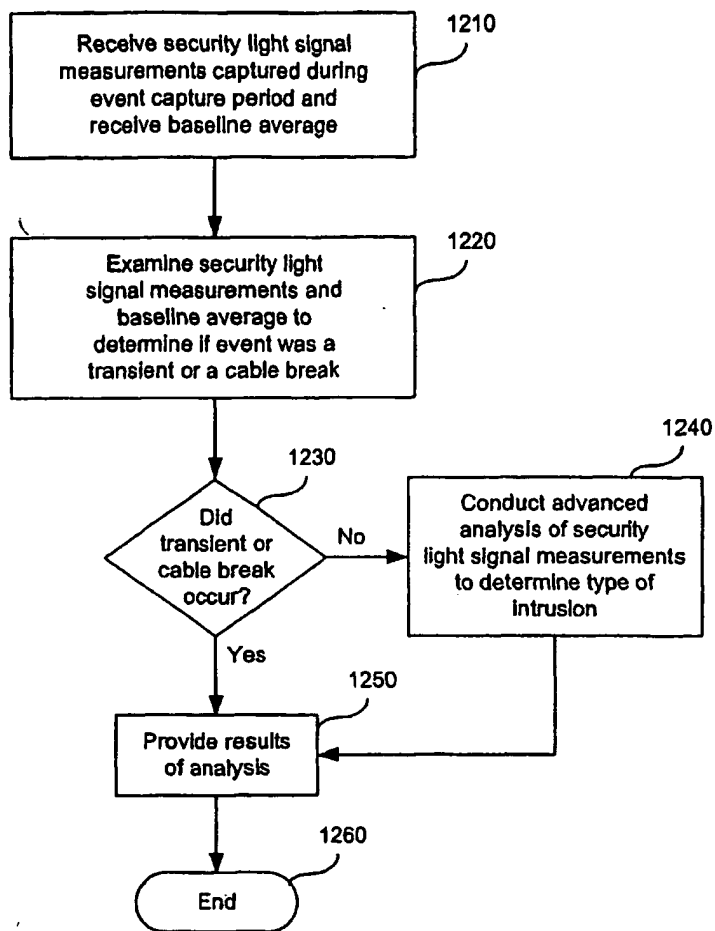 1210
Receive security light signal
measurements captured during
event capture period and
receive baseline average
1220
Examine security light
signal measurements and
baseline average to
determine if event was a
transient or a cable break
1230
Did
transient or
cable break
occur?
No
1240
Conduct advanced
analysis of security
light signal measurements
to determine type of
intrusion
Yes
1250
Provide results
of analysis
1260
End